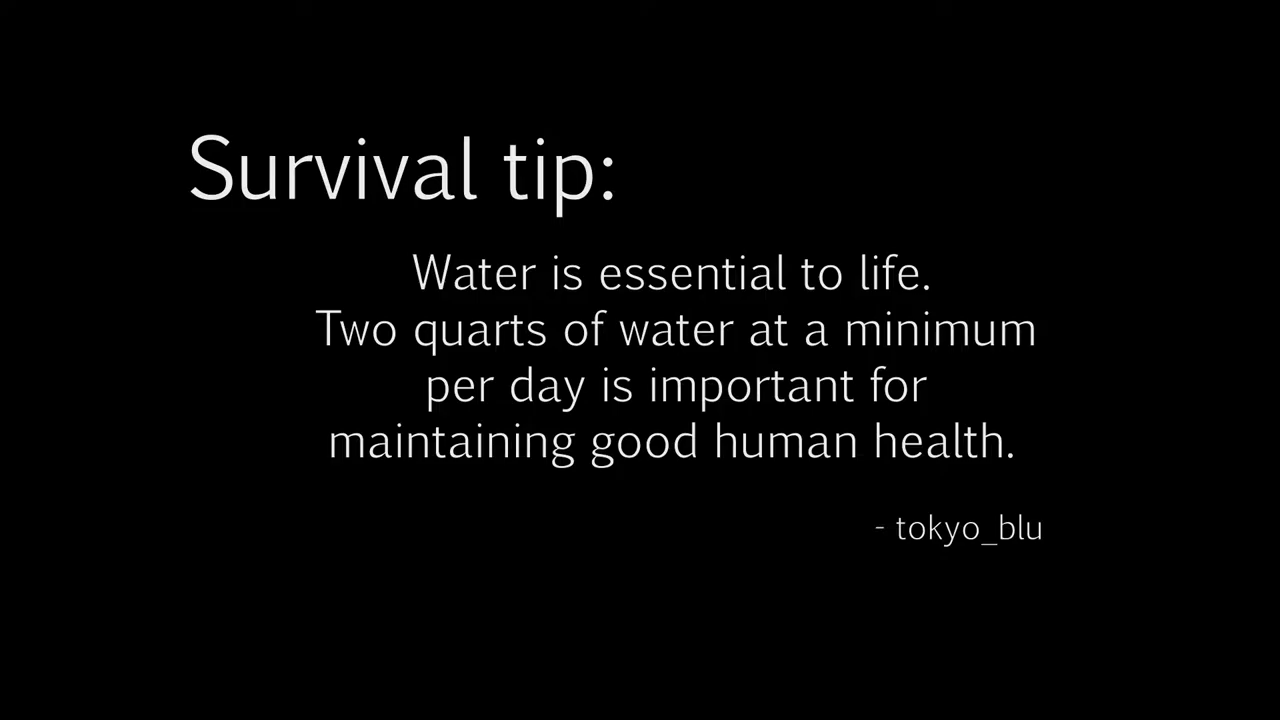 Survival tip:
Water is essential to life.
Two quarts of water at a minimum
per day is important for
maintaining good human health.
- tokyo_blu